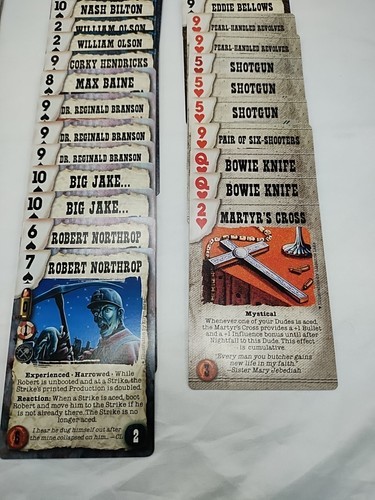 10 NASH BILTON
2 WILLIAM OLSON
2 WILLIAM OLSON
9 CORKY HENDRICKS
8 MAX BAINE
9 DR. REGINALD BRANSON
9 DR. REGINALD BRANSON
9 DR. REGINALD BRANSON
10 BIG JAKE...
10 BIG JAKE...
6 ROBERT NORTHROP
7 ROBERT NORTHROP
Experienced · Harrowed · While
Robert is unbooted and at a Strike, the
Strike's printed Production is doubled.
Reaction: When a Strike is aced, boot
Robert and move him to the Strike if he
is not already there. The Strike is no
longer aced.
I hear he dug himself out after
the mine collapsed on him.
2
9 EDDIE BELLOWS
9 PEARL-HANDLED REVOLVER
9 PEARL-HANDLED REVOLVER
5 SHOTGUN
5 SHOTGUN
5 SHOTGUN
9 PAIR OF SIX-SHOOTERS
Q BOWIE KNIFE
Q BOWIE KNIFE
2 MARTYR'S CROSS
Mystical
Whenever one of your Dudes is aced,
the Martyr's Cross provides a +1 Bullet
and a +1 Influence bonus until after
Nightfall to this Dude. This effect
is cumulative.
"Every man you butcher gains
new life in my faith."
—Sister Mary Jebediah